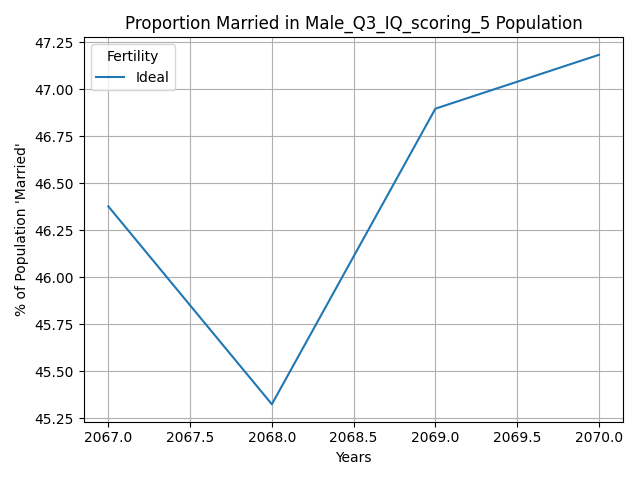 Proportion Married in Male_Q3_IQ_scoring_5 Population
% of Population 'Married'
47.25
47.00
46.75
46.50
46.25
46.00
45.75
45.50
45.25
Fertility
Ideal
2067.0 2067.5 2068.0 2068.5 2069.0 2069.5 2070.0
Years